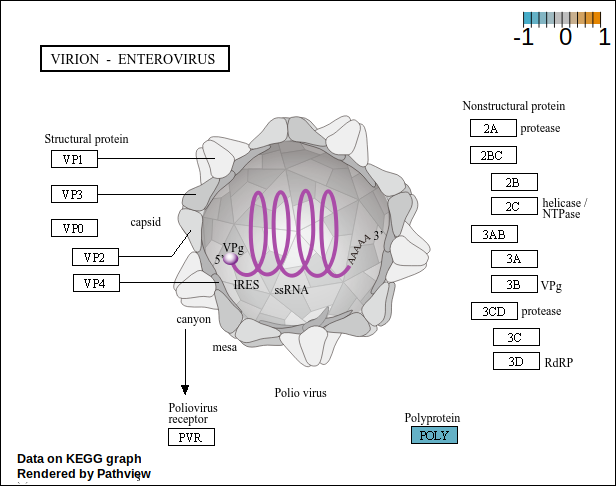 -1 0 1
VIRION - ENTEROVIRUS
Nonstructural protein
2A protease
2BC
2B
2C helicase / NTPase
3AB
3A
3B VPg
3CD protease
3C
3D RdRP
Structural protein
VP1
VP3
VP0 capsid
VP2
VP4
VPg
5'
IRES
ssRNA
AAAAA 3'
canyon
mesa
Polio virus
Poliovirus
receptor
PVR
Polyprotein
POLY
Data on KEGG graph
Rendered by Pathview